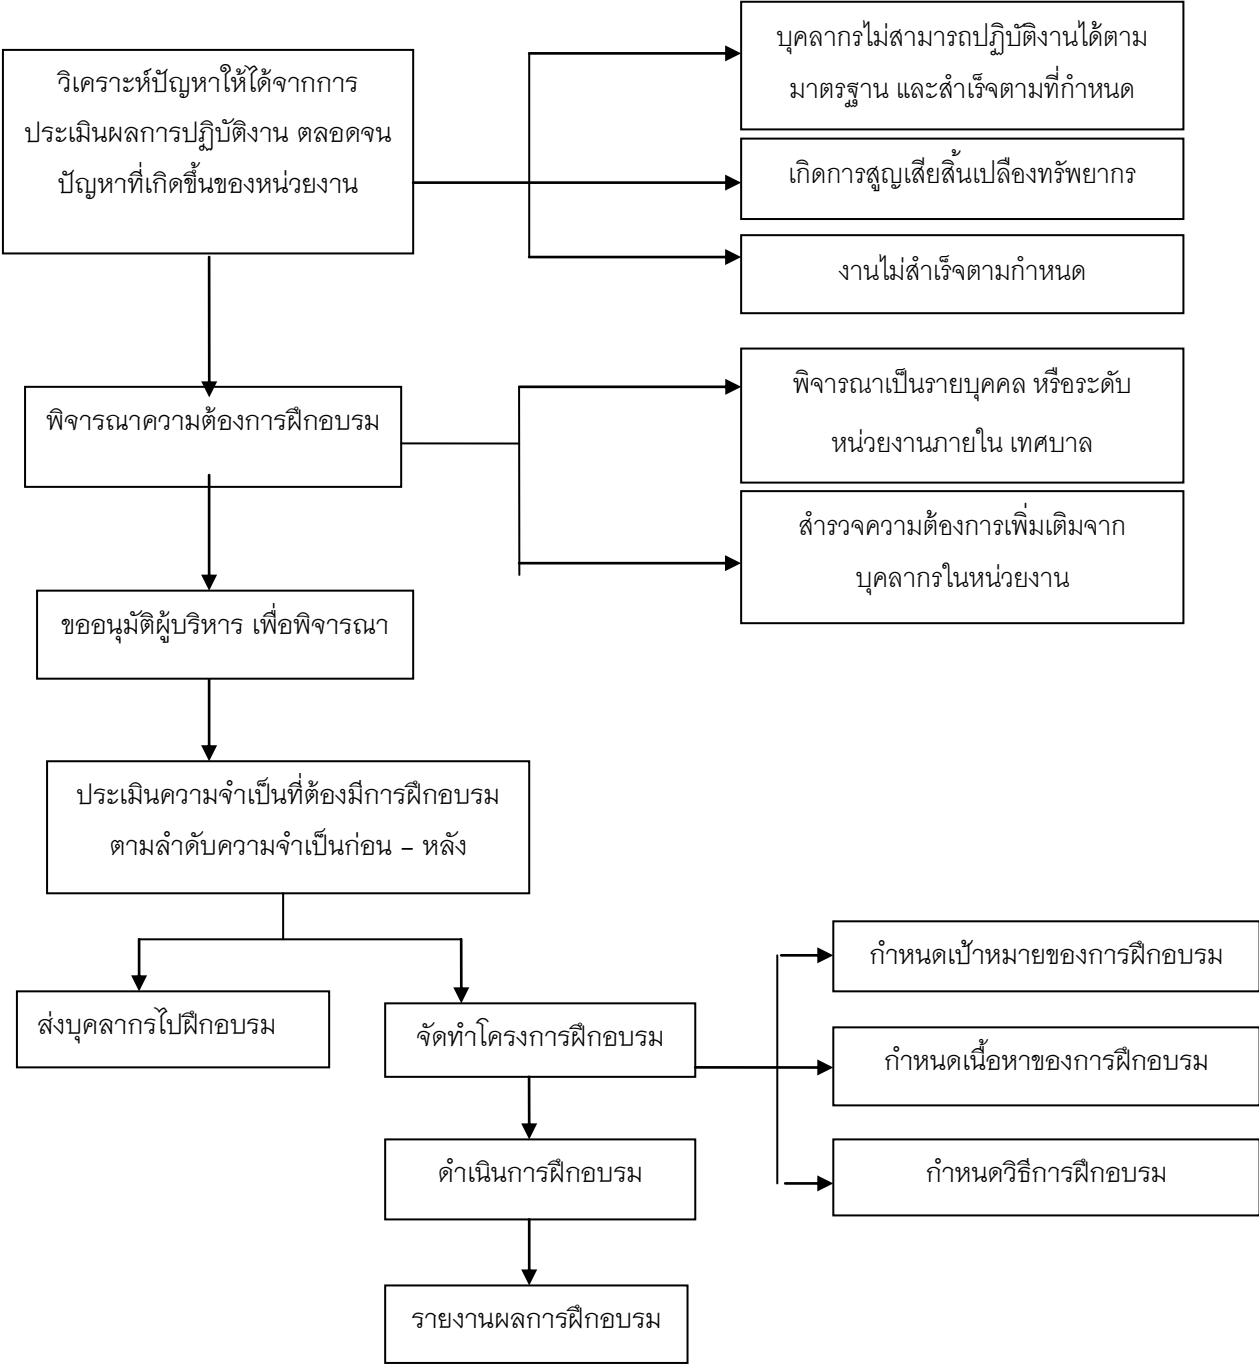 วิเคราะห์ปัญหาให้ได้จากการ
ประเมินผลการปฏิบัติงาน ตลอดจน
ปัญหาที่เกิดขึ้นของหน่วยงาน
บุคลากรไม่สามารถปฏิบัติงานได้ตาม
มาตรฐาน และสำเร็จตามที่กำหนด
เกิดการสูญเสียสิ้นเปลืองทรัพยากร
งานไม่สำเร็จตามกำหนด
พิจารณาความต้องการฝึกอบรม
พิจารณาเป็นรายบุคคล หรือระดับ
หน่วยงานภายใน เทศบาล
สำรวจความต้องการเพิ่มเติมจาก
บุคลากรในหน่วยงาน
ขออนุมัติผู้บริหาร เพื่อพิจารณา
ประเมินความจำเป็นที่ต้องมีการฝึกอบรม
ตามลำดับความจำเป็นก่อน – หลัง
ส่งบุคลากรไปฝึกอบรม
จัดทำโครงการฝึกอบรม
กำหนดเป้าหมายของการฝึกอบรม
กำหนดเนื้อหาของการฝึกอบรม
กำหนดวิธีการฝึกอบรม
ดำเนินการฝึกอบรม
รายงานผลการฝึกอบรม